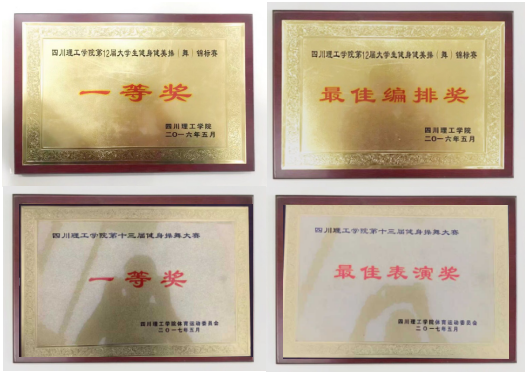 四川理工学院第12届大学生健身健美操（舞）锦标赛
一等奖
四川理工学院
二〇一六年五月
四川理工学院第12届大学生健身健美操（舞）锦标赛
最佳编排奖
四川理工学院
二〇一六年五月
四川理工学院第十三届健身操舞大赛
一等奖
四川理工学院体育运动委员会
二〇一七年五月
四川理工学院第十三届健身操舞大赛
最佳表演奖
四川理工学院体育运动委员会
二〇一七年五月